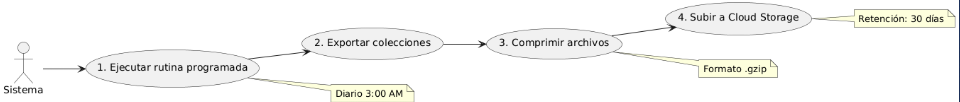 Sistema
1. Ejecutar rutina programada
Diario 3:00 AM
2. Exportar colecciones
3. Comprimir archivos
Formato .gzip
4. Subir a Cloud Storage
Retención: 30 días